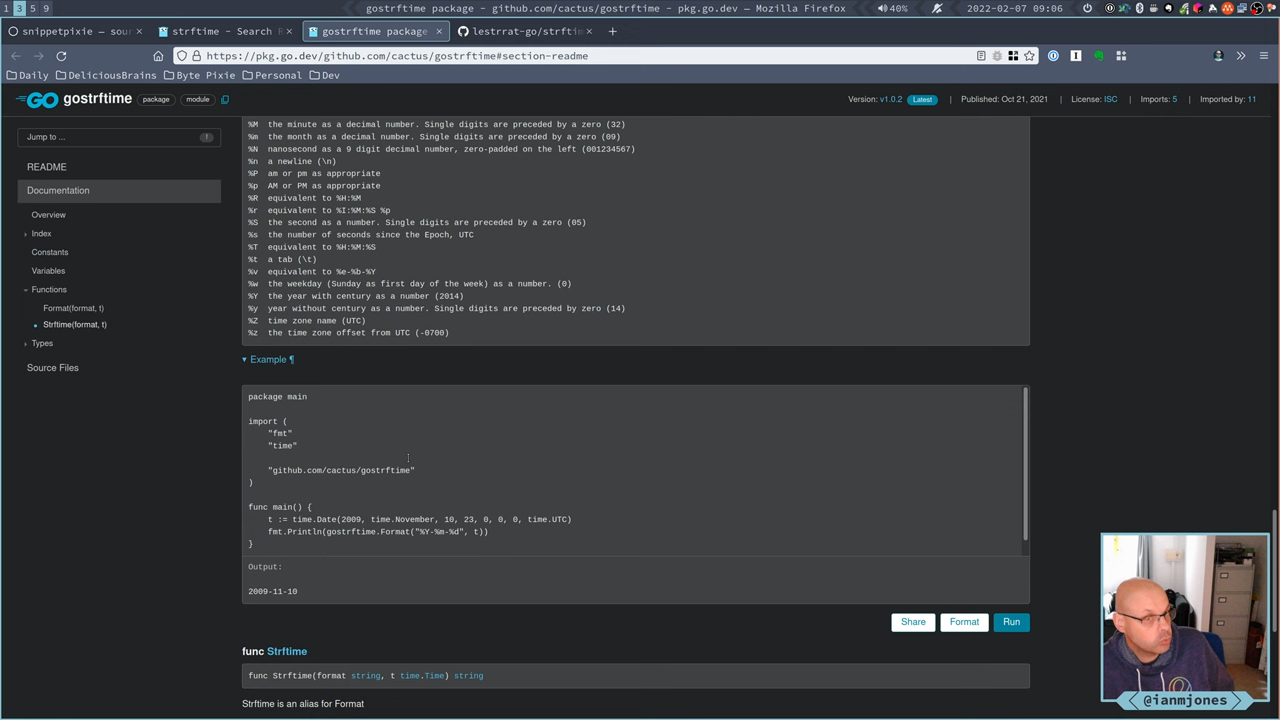 1 3 5 9
gostrftime package - github.com/cactus/gostrftime - pkg.go.dev — Mozilla Firefox
40%
2022-02-07 09:06
snippetpixie — sour
strftime - Search R
gostrftime package
lestrrat-go/strftim
https://pkg.go.dev/github.com/cactus/gostrftime#section-readme
Daily DeliciousBrains Byte Pixie Personal Dev
GO gostrftime package module
Version: v1.0.2 Latest | Published: Oct 21, 2021 | License: ISC | Imports: 5 | Imported by: 11
Jump to ... f
README
Documentation
Overview
Index
Constants
Variables
Functions
Format(format, t)
Strftime(format, t)
Types
Source Files
%M the minute as a decimal number. Single digits are preceded by a zero (32)
%m the month as a decimal number. Single digits are preceded by a zero (09)
%N nanosecond as a 9 digit decimal number, zero-padded on the left (001234567)
%n a newline (\n)
%P am or pm as appropriate
%p AM or PM as appropriate
%R equivalent to %H:%M
%r equivalent to %I:%M:%S %p
%S the second as a number. Single digits are preceded by a zero (05)
%s the number of seconds since the Epoch, UTC
%T equivalent to %H:%M:%S
%t a tab (\t)
%v equivalent to %e-%b-%Y
%w the weekday (Sunday as first day of the week) as a number. (0)
%Y the year with century as a number (2014)
%y year without century as a number. Single digits are preceded by zero (14)
%Z time zone name (UTC)
%z the time zone offset from UTC (-0700)
Example ¶
package main
import (
"fmt"
"time"
"github.com/cactus/gostrftime"
)
func main() {
t := time.Date(2009, time.November, 10, 23, 0, 0, 0, time.UTC)
fmt.Println(gostrftime.Format("%Y-%m-%d", t))
}
Output:
2009-11-10
Share Format Run
func Strftime
func Strftime(format string, t time.Time) string
Strftime is an alias for Format
@ianmjones